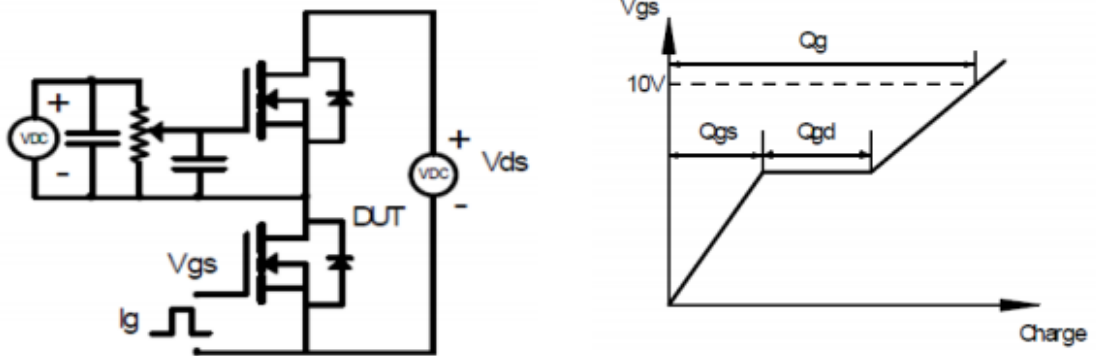 +
VDC
-
+
VDC
-
Vds
DUT
Vgs
Ig
Vgs
Qg
10V
Qgs
Qgd
Charge